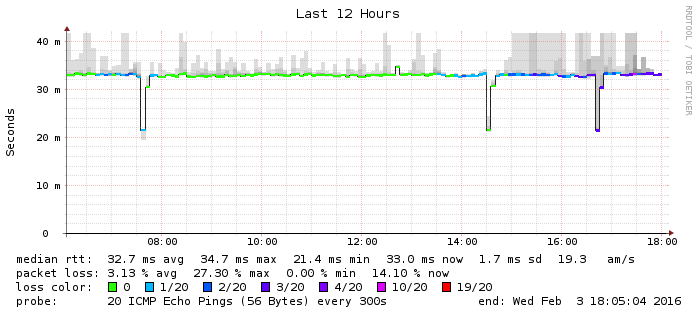 Last 12 Hours
RRDTOOL / TOBI OETIKER
Seconds
40 m
30 m
20 m
10 m
0
08:00 10:00 12:00 14:00 16:00 18:00
median rtt: 32.7 ms avg 34.7 ms max 21.4 ms min 33.0 ms now 1.7 ms sd 19.3 am/s
packet loss: 3.13 % avg 27.30 % max 0.00 % min 14.10 % now
loss color: 0 1/20 2/20 3/20 4/20 10/20 19/20
probe: 20 ICMP Echo Pings (56 Bytes) every 300s end: Wed Feb 3 18:05:04 2016